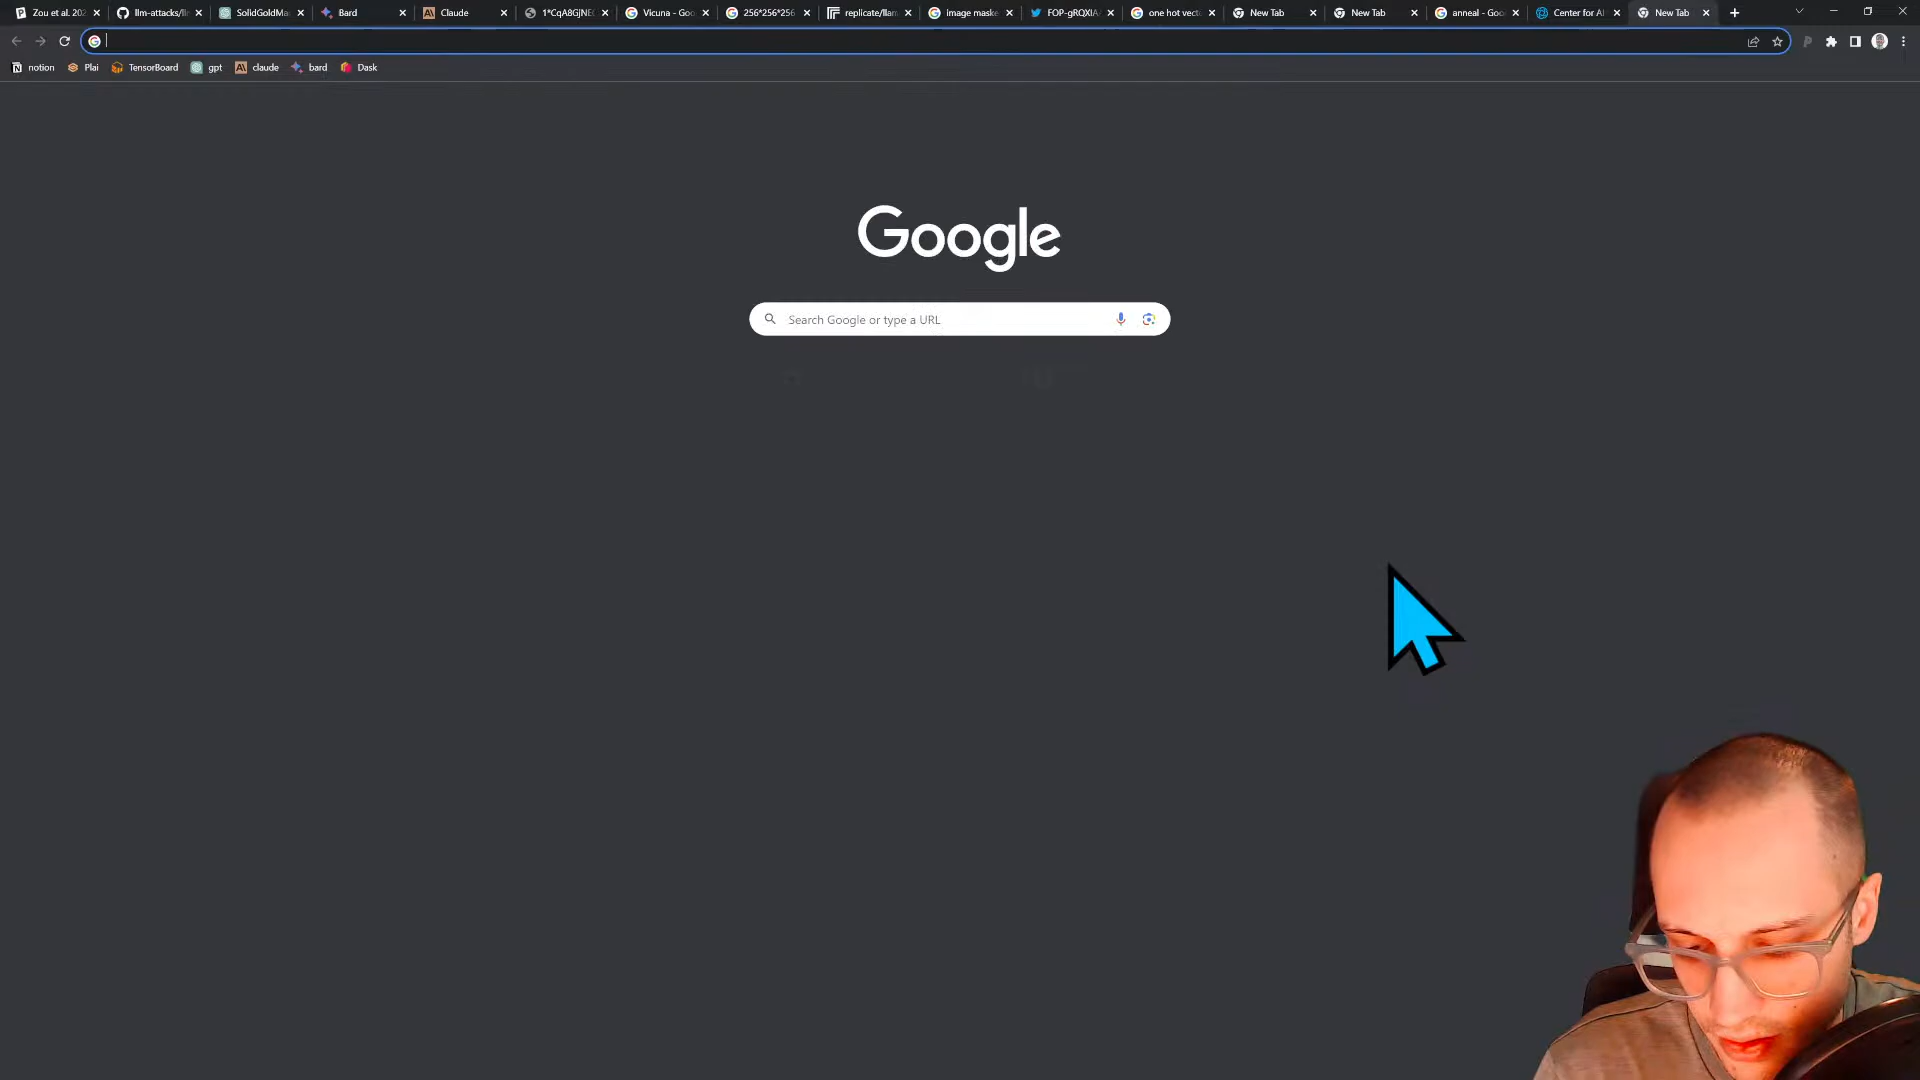 Zou et al. 202 llm-attacks/ll SolidGoldMa Bard Claude 1*CqA8GjNE Vicuna - Goo 256*256*256 replicate/llam image maske FOP-gRQXIA/ one hot vecto New Tab New Tab anneal - Goo Center for AI New Tab
notion Plai TensorBoard gpt claude bard Dask
Google
Search Google or type a URL